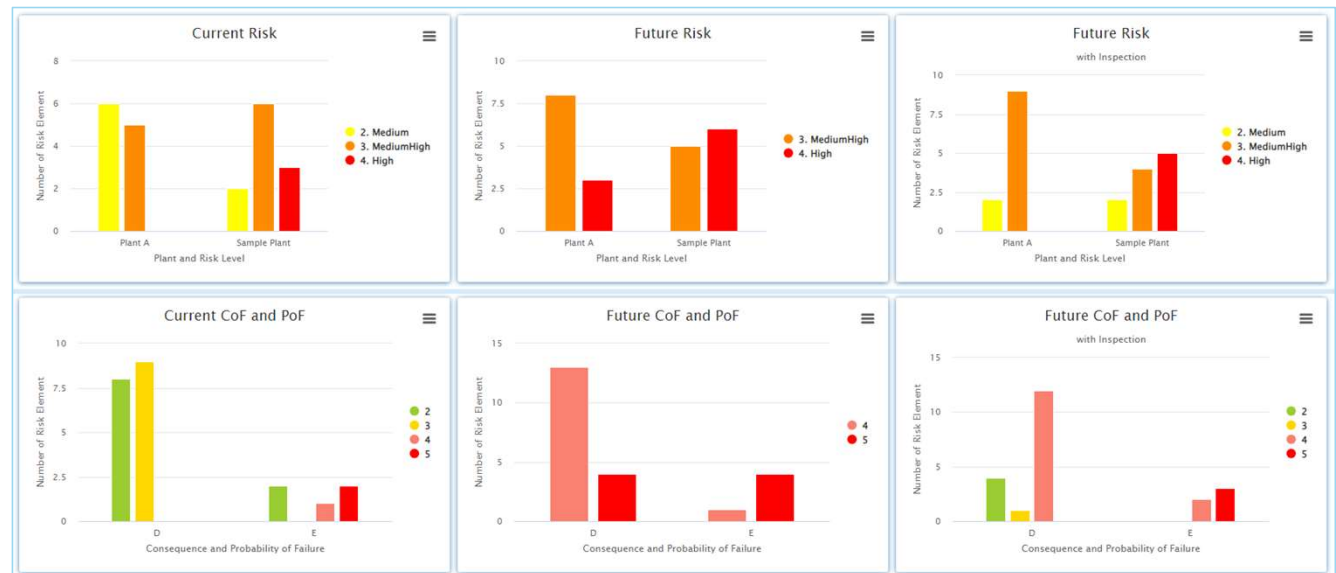 Current Risk
8
6
4
2
0
Number of Risk Element
Plant A
Sample Plant
Plant and Risk Level
2. Medium
3. MediumHigh
4. High
Future Risk
10
7.5
5
2.5
0
Number of Risk Element
Plant A
Sample Plant
Plant and Risk Level
3. MediumHigh
4. High
Future Risk
with Inspection
10
7.5
5
2.5
0
Number of Risk Element
Plant A
Sample Plant
Plant and Risk Level
2. Medium
3. MediumHigh
4. High
Current CoF and PoF
10
7.5
5
2.5
0
Number of Risk Element
D
E
Consequence and Probability of Failure
2
3
4
5
Future CoF and PoF
15
10
5
0
Number of Risk Element
D
E
Consequence and Probability of Failure
4
5
Future CoF and PoF
with Inspection
15
10
5
0
Number of Risk Element
D
E
Consequence and Probability of Failure
2
3
4
5